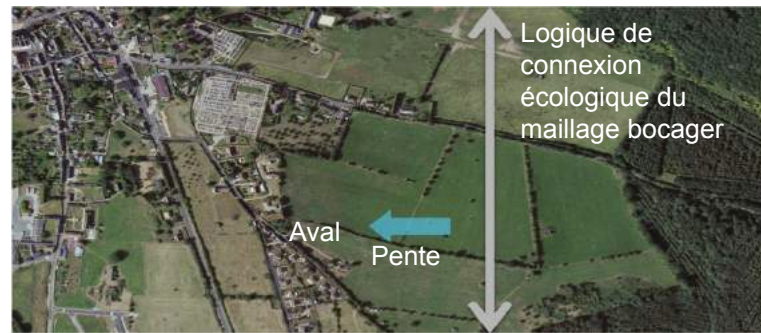 Logique de
connexion
écologique du
maillage bocager
Aval
Pente